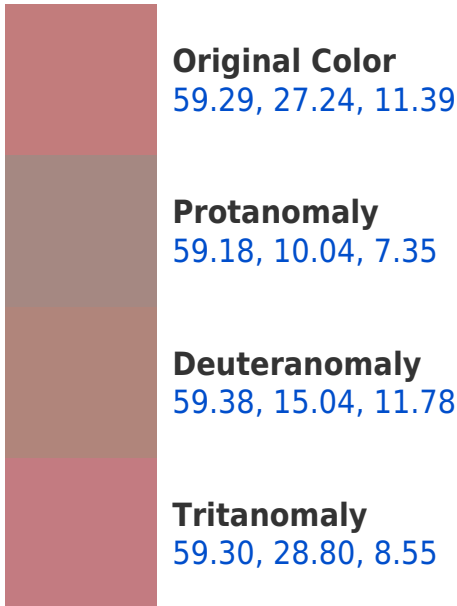 Original Color
59.29, 27.24, 11.39
Protanomaly
59.18, 10.04, 7.35
Deuteranomaly
59.38, 15.04, 11.78
Tritanomaly
59.30, 28.80, 8.55